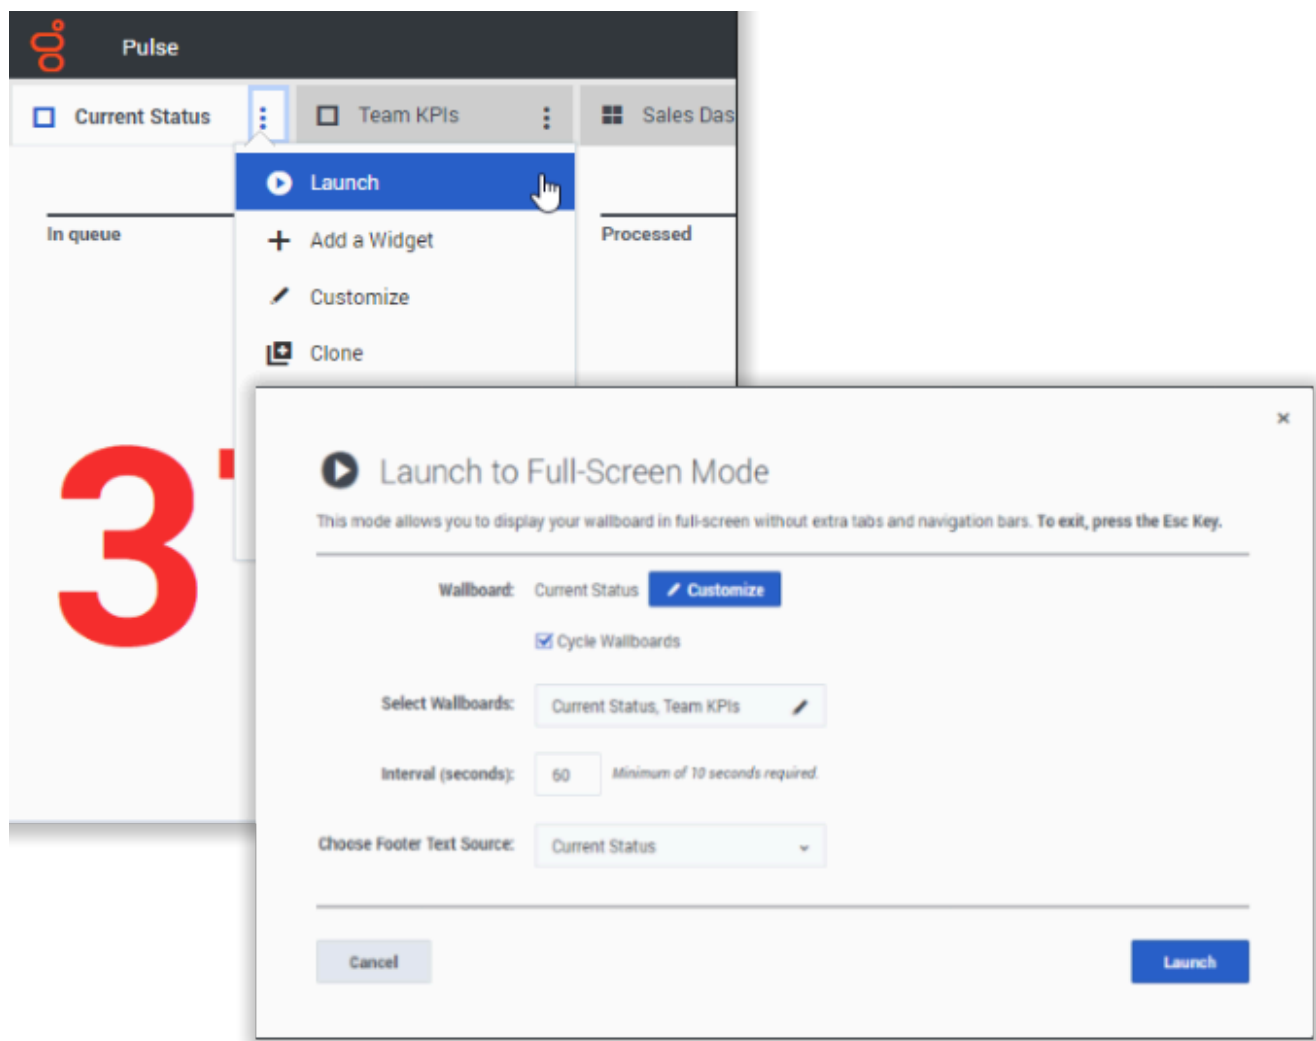 Pulse
Current Status
Team KPIs
Sales Das
Launch
In queue
Add a Widget
Processed
Customize
Clone
3
Launch to Full-Screen Mode
This mode allows you to display your wallboard in full-screen without extra tabs and navigation bars. To exit, press the Esc Key.
Wallboard: Current Status Customize
Cycle Wallboards
Select Wallboards: Current Status, Team KPIs
Interval (seconds): 60 Minimum of 10 seconds required.
Choose Footer Text Source: Current Status
Cancel
Launch